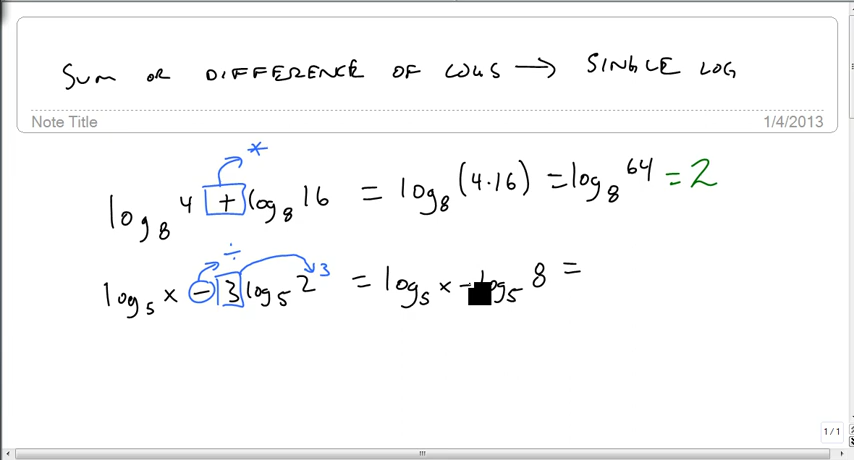 Sum OR DIFFERENCE OF LOGS → SINGLE LOG
Note Title 1/4/2013
*
log₈ 4 + log₈ 16 = log₈ (4·16) = log₈ 64 = 2
÷
log₅ x − 3 log₅ 2³ = log₅ x − log₅ 8 =
1/1